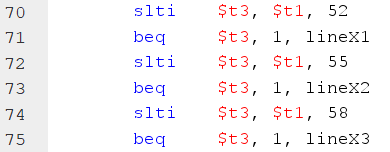 70 slti $t3, $t1, 52
71 beq $t3, 1, lineX1
72 slti $t3, $t1, 55
73 beq $t3, 1, lineX2
74 slti $t3, $t1, 58
75 beq $t3, 1, lineX3